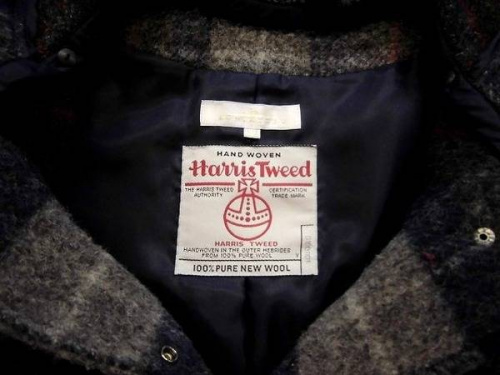 HAND WOVEN
Harris Tweed
THE HARRIS TWEED CERTIFICATION
AUTHORITY TRADE MARK
HARRIS TWEED
HANDWOVEN IN THE OUTER HEBRIDES
FROM 100% PURE WOOL
100% PURE NEW WOOL